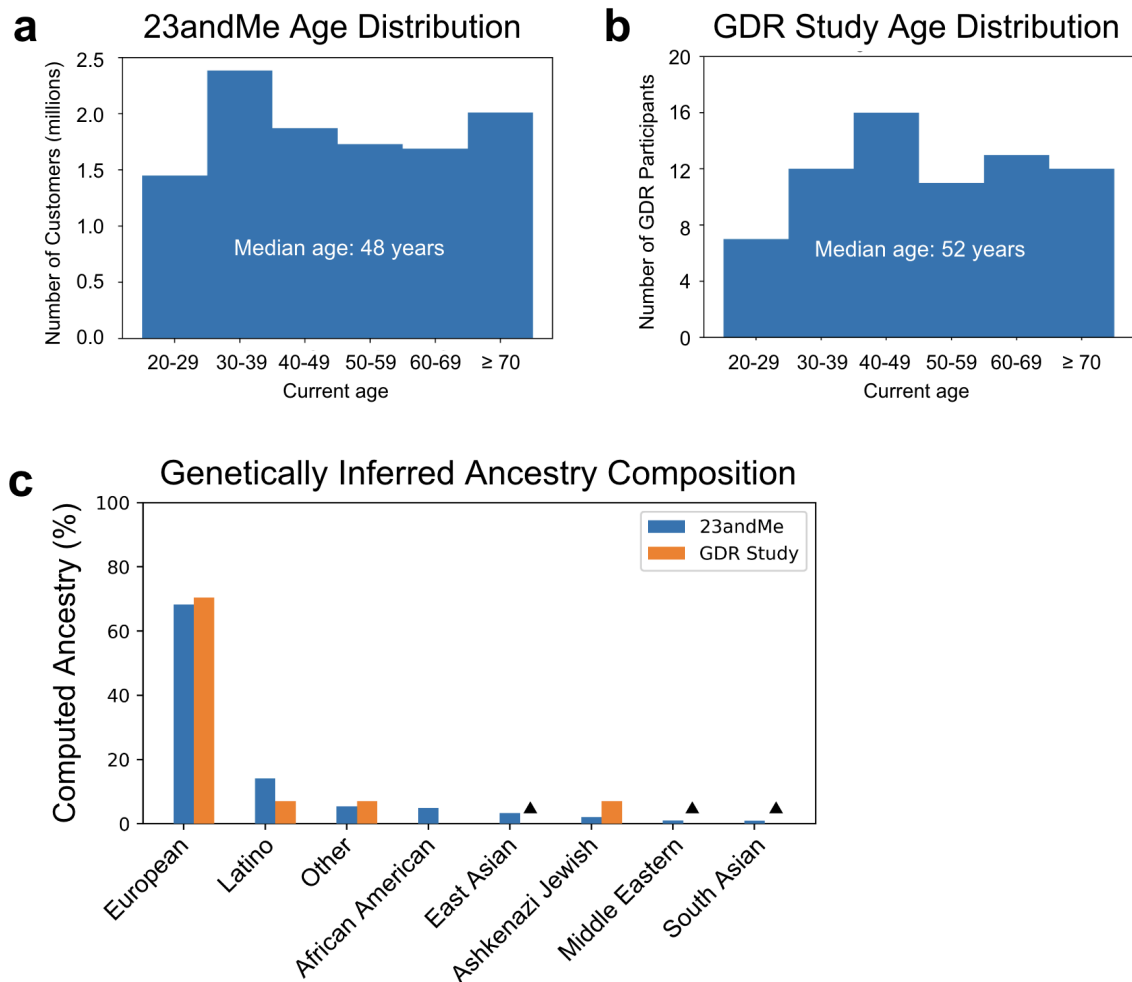 a
23andMe Age Distribution
Number of Customers (millions)
2.5
2.0
1.5
1.0
0.5
0.0
Median age: 48 years
20-29 30-39 40-49 50-59 60-69 ≥ 70
Current age
b
GDR Study Age Distribution
Number of GDR Participants
20
16
12
8
4
0
Median age: 52 years
20-29 30-39 40-49 50-59 60-69 ≥ 70
Current age
c
Genetically Inferred Ancestry Composition
Computed Ancestry (%)
100
80
60
40
20
0
23andMe
GDR Study
European
Latino
Other
African American
East Asian
Ashkenazi Jewish
Middle Eastern
South Asian